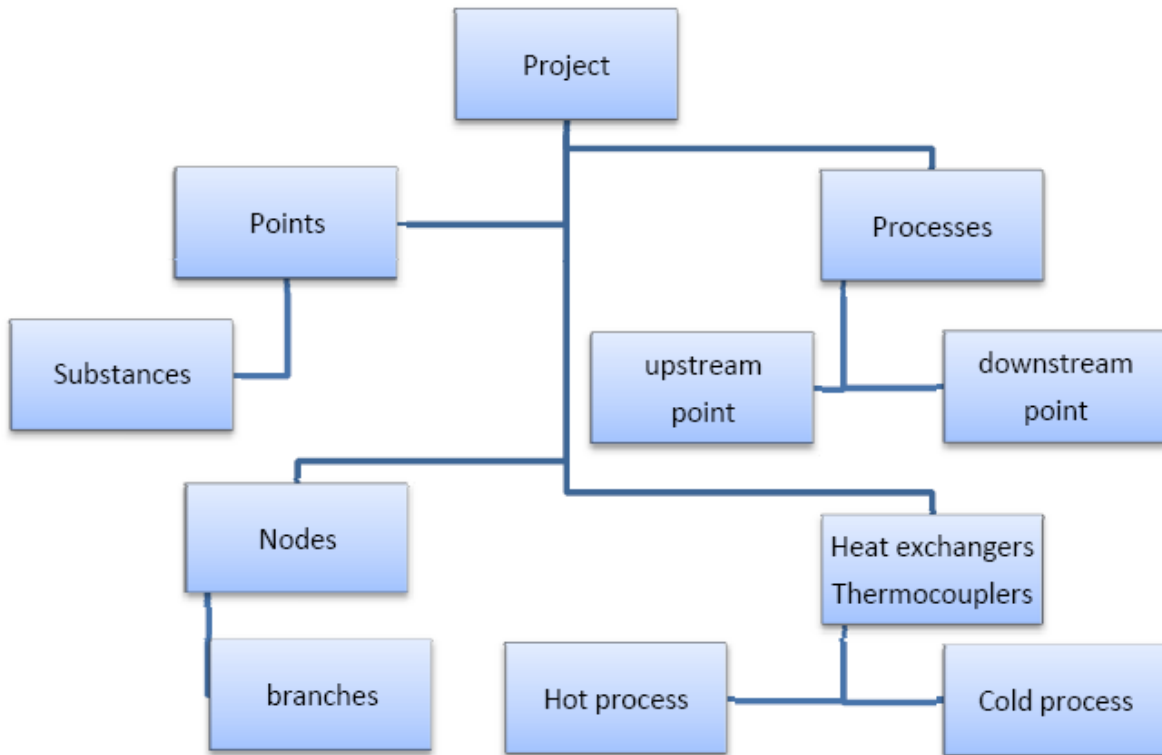 Project
Points
Processes
Substances
upstream
point
downstream
point
Nodes
Heat exchangers
Thermocouplers
branches
Hot process
Cold process